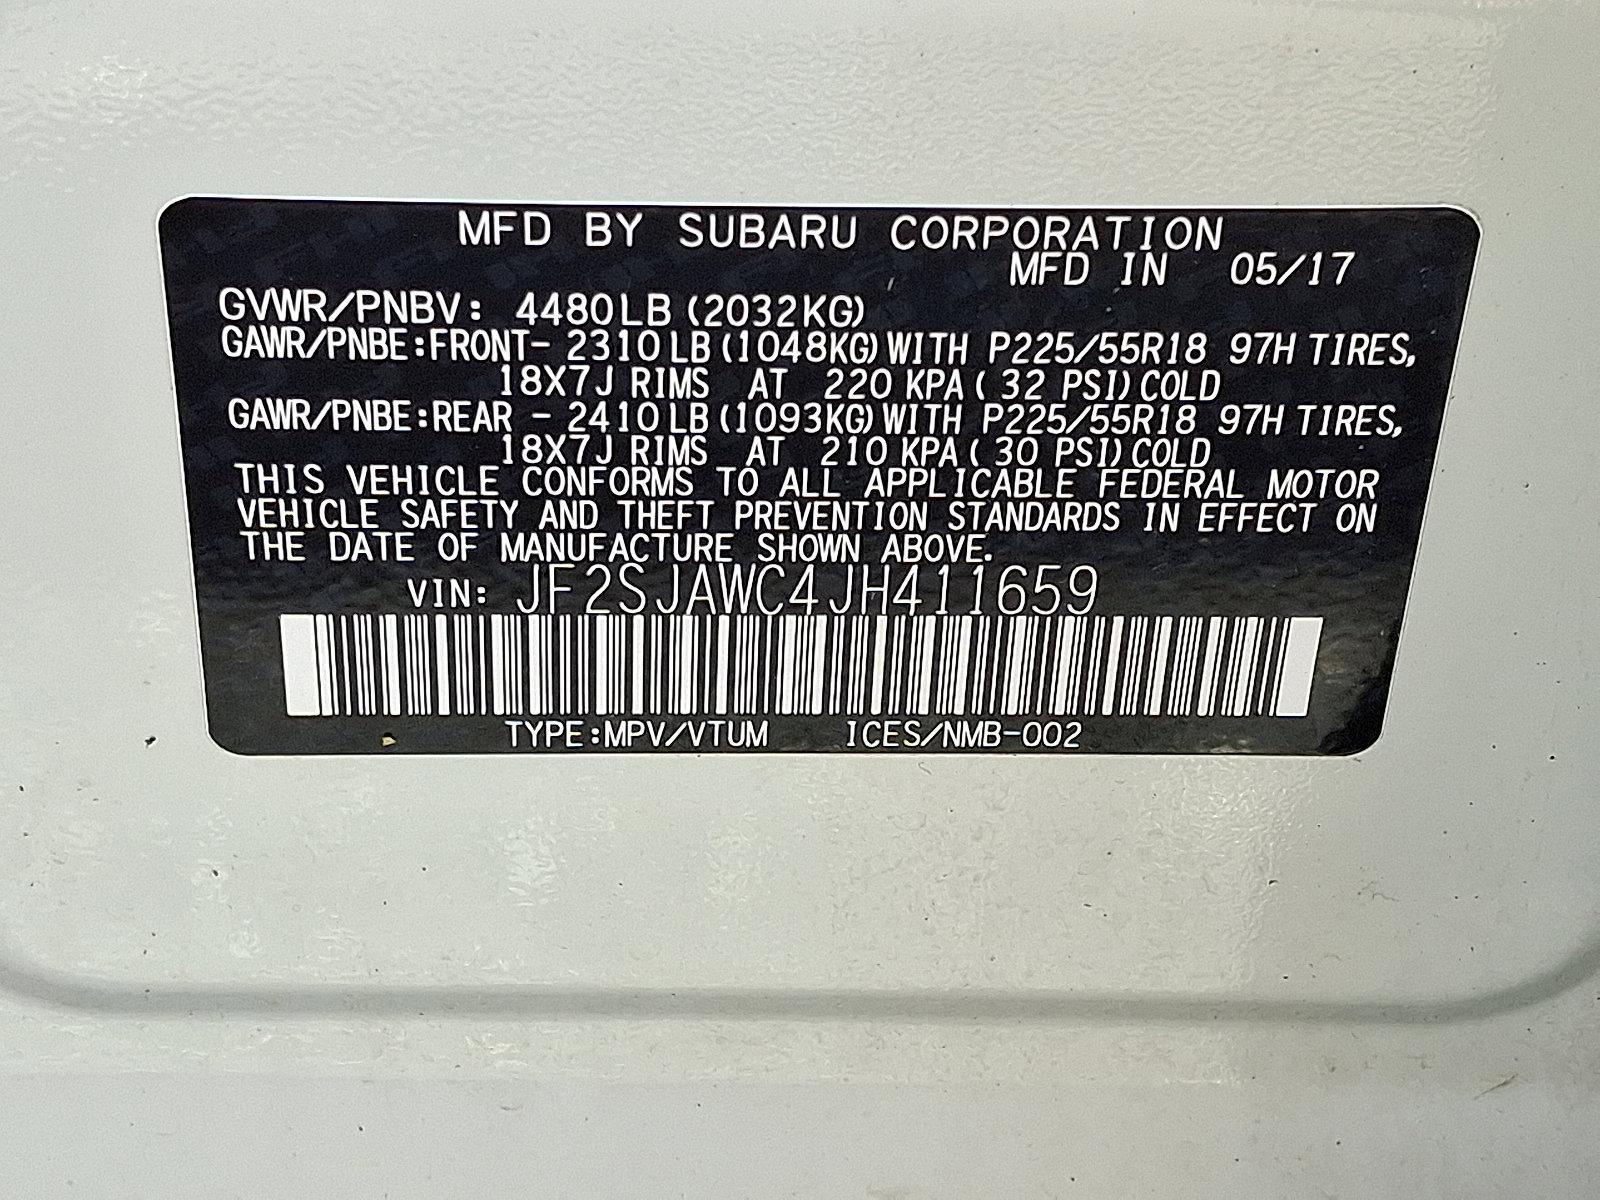 MFD BY SUBARU CORPORATION
MFD IN 05/17
GVWR/PNBV: 4480LB (2032KG)
GAWR/PNBE:FRONT- 2310LB (1048KG) WITH P225/55R18 97H TIRES,
18X7J RIMS AT 220 KPA ( 32 PSI) COLD
GAWR/PNBE:REAR - 2410LB (1093KG) WITH P225/55R18 97H TIRES,
18X7J RIMS AT 210 KPA ( 30 PSI) COLD
THIS VEHICLE CONFORMS TO ALL APPLICABLE FEDERAL MOTOR
VEHICLE SAFETY AND THEFT PREVENTION STANDARDS IN EFFECT ON
THE DATE OF MANUFACTURE SHOWN ABOVE.
VIN: JF2SJAWC4JH411659
TYPE:MPV/VTUM ICES/NMB-002